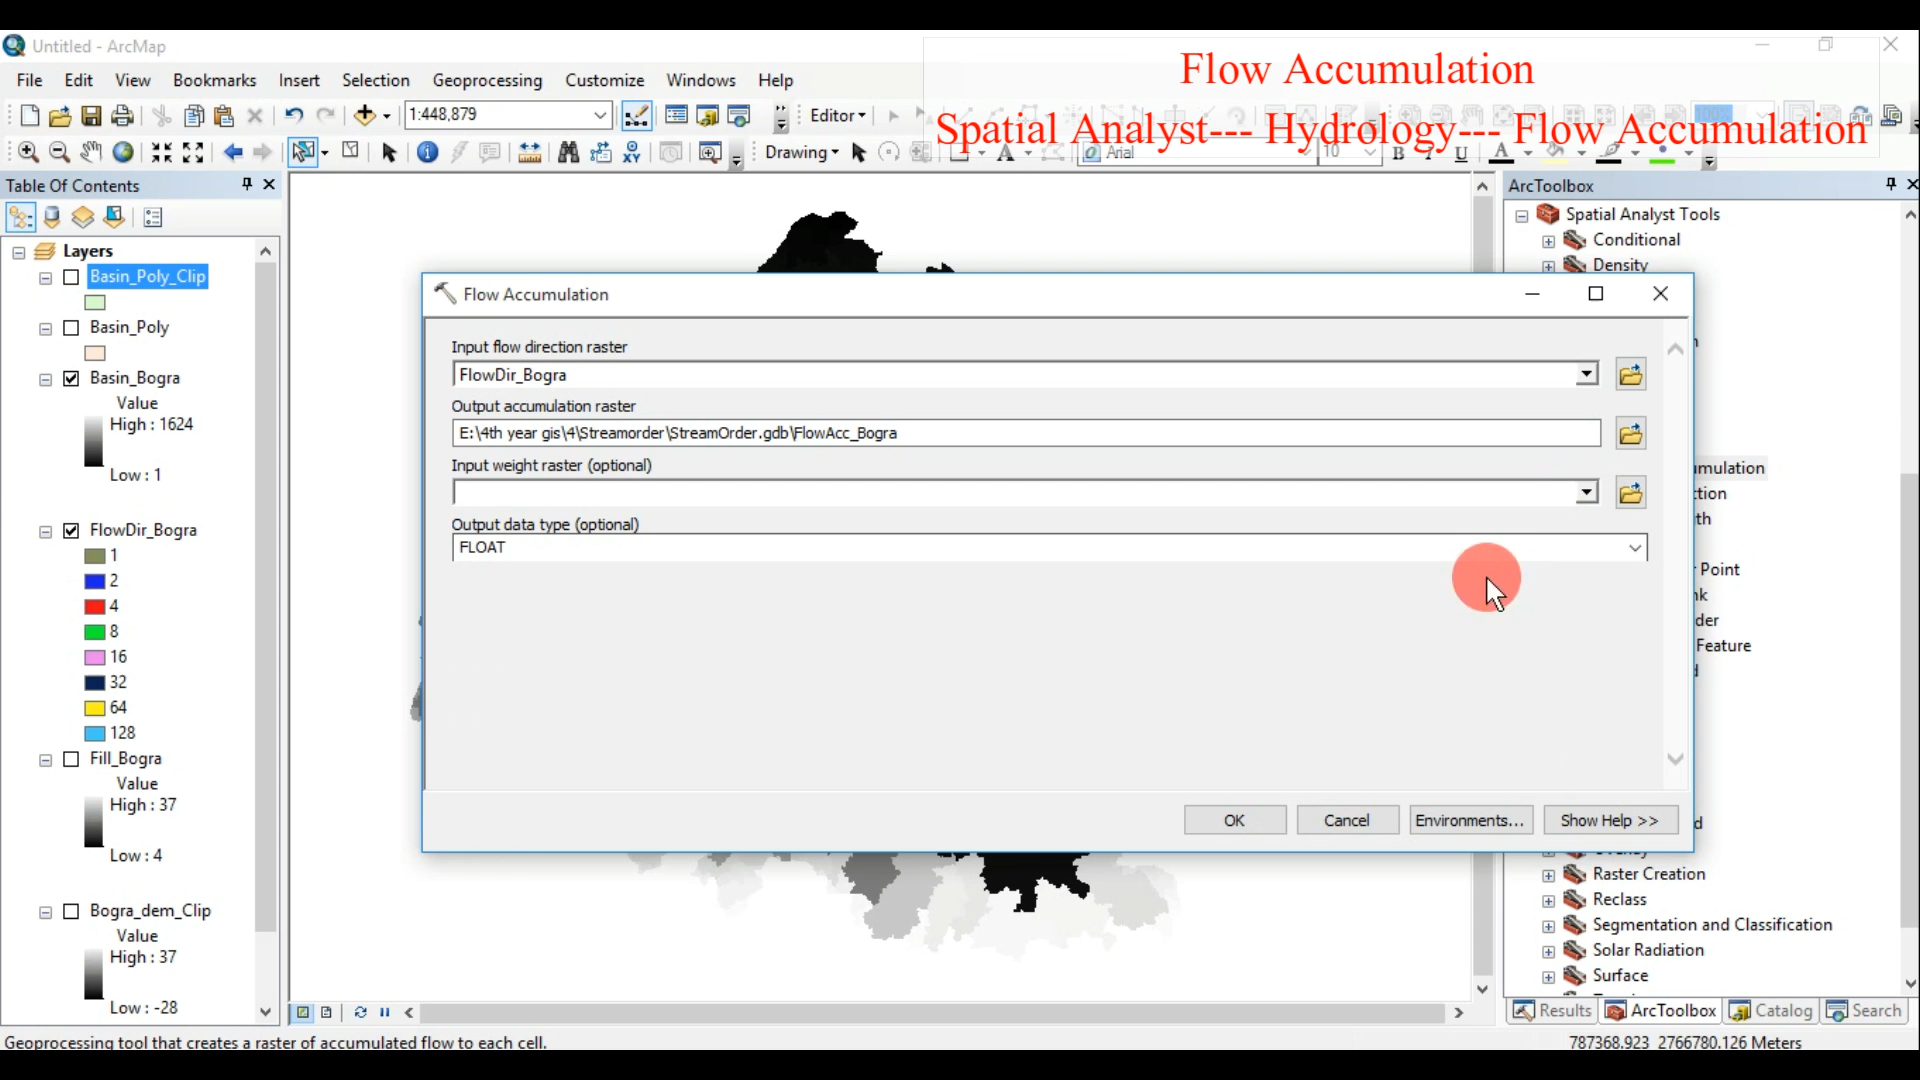 Untitled - ArcMap
Flow Accumulation
Spatial Analyst--- Hydrology--- Flow Accumulation
File Edit View Bookmarks Insert Selection Geoprocessing Customize Windows Help
1:448,879
Editor
Drawing
Arial
10
B
U
A
Table Of Contents
Layers
Basin_Poly_Clip
Basin_Poly
Basin_Bogra
Value
High : 1624
Low : 1
FlowDir_Bogra
1
2
4
8
16
32
64
128
Fill_Bogra
Value
High : 37
Low : 4
Bogra_dem_Clip
Value
High : 37
Low : -28
Flow Accumulation
Input flow direction raster
FlowDir_Bogra
Output accumulation raster
E:\4th year gis\4\Streamorder\StreamOrder.gdb\FlowAcc_Bogra
Input weight raster (optional)
Output data type (optional)
FLOAT
OK
Cancel
Environments...
Show Help >>
ArcToolbox
Spatial Analyst Tools
Conditional
Density
mulation
ction
th
r Point
nk
der
Feature
d
Raster Creation
Reclass
Segmentation and Classification
Solar Radiation
Surface
Results
ArcToolbox
Catalog
Search
Geoprocessing tool that creates a raster of accumulated flow to each cell.
787368.923 2766780.126 Meters